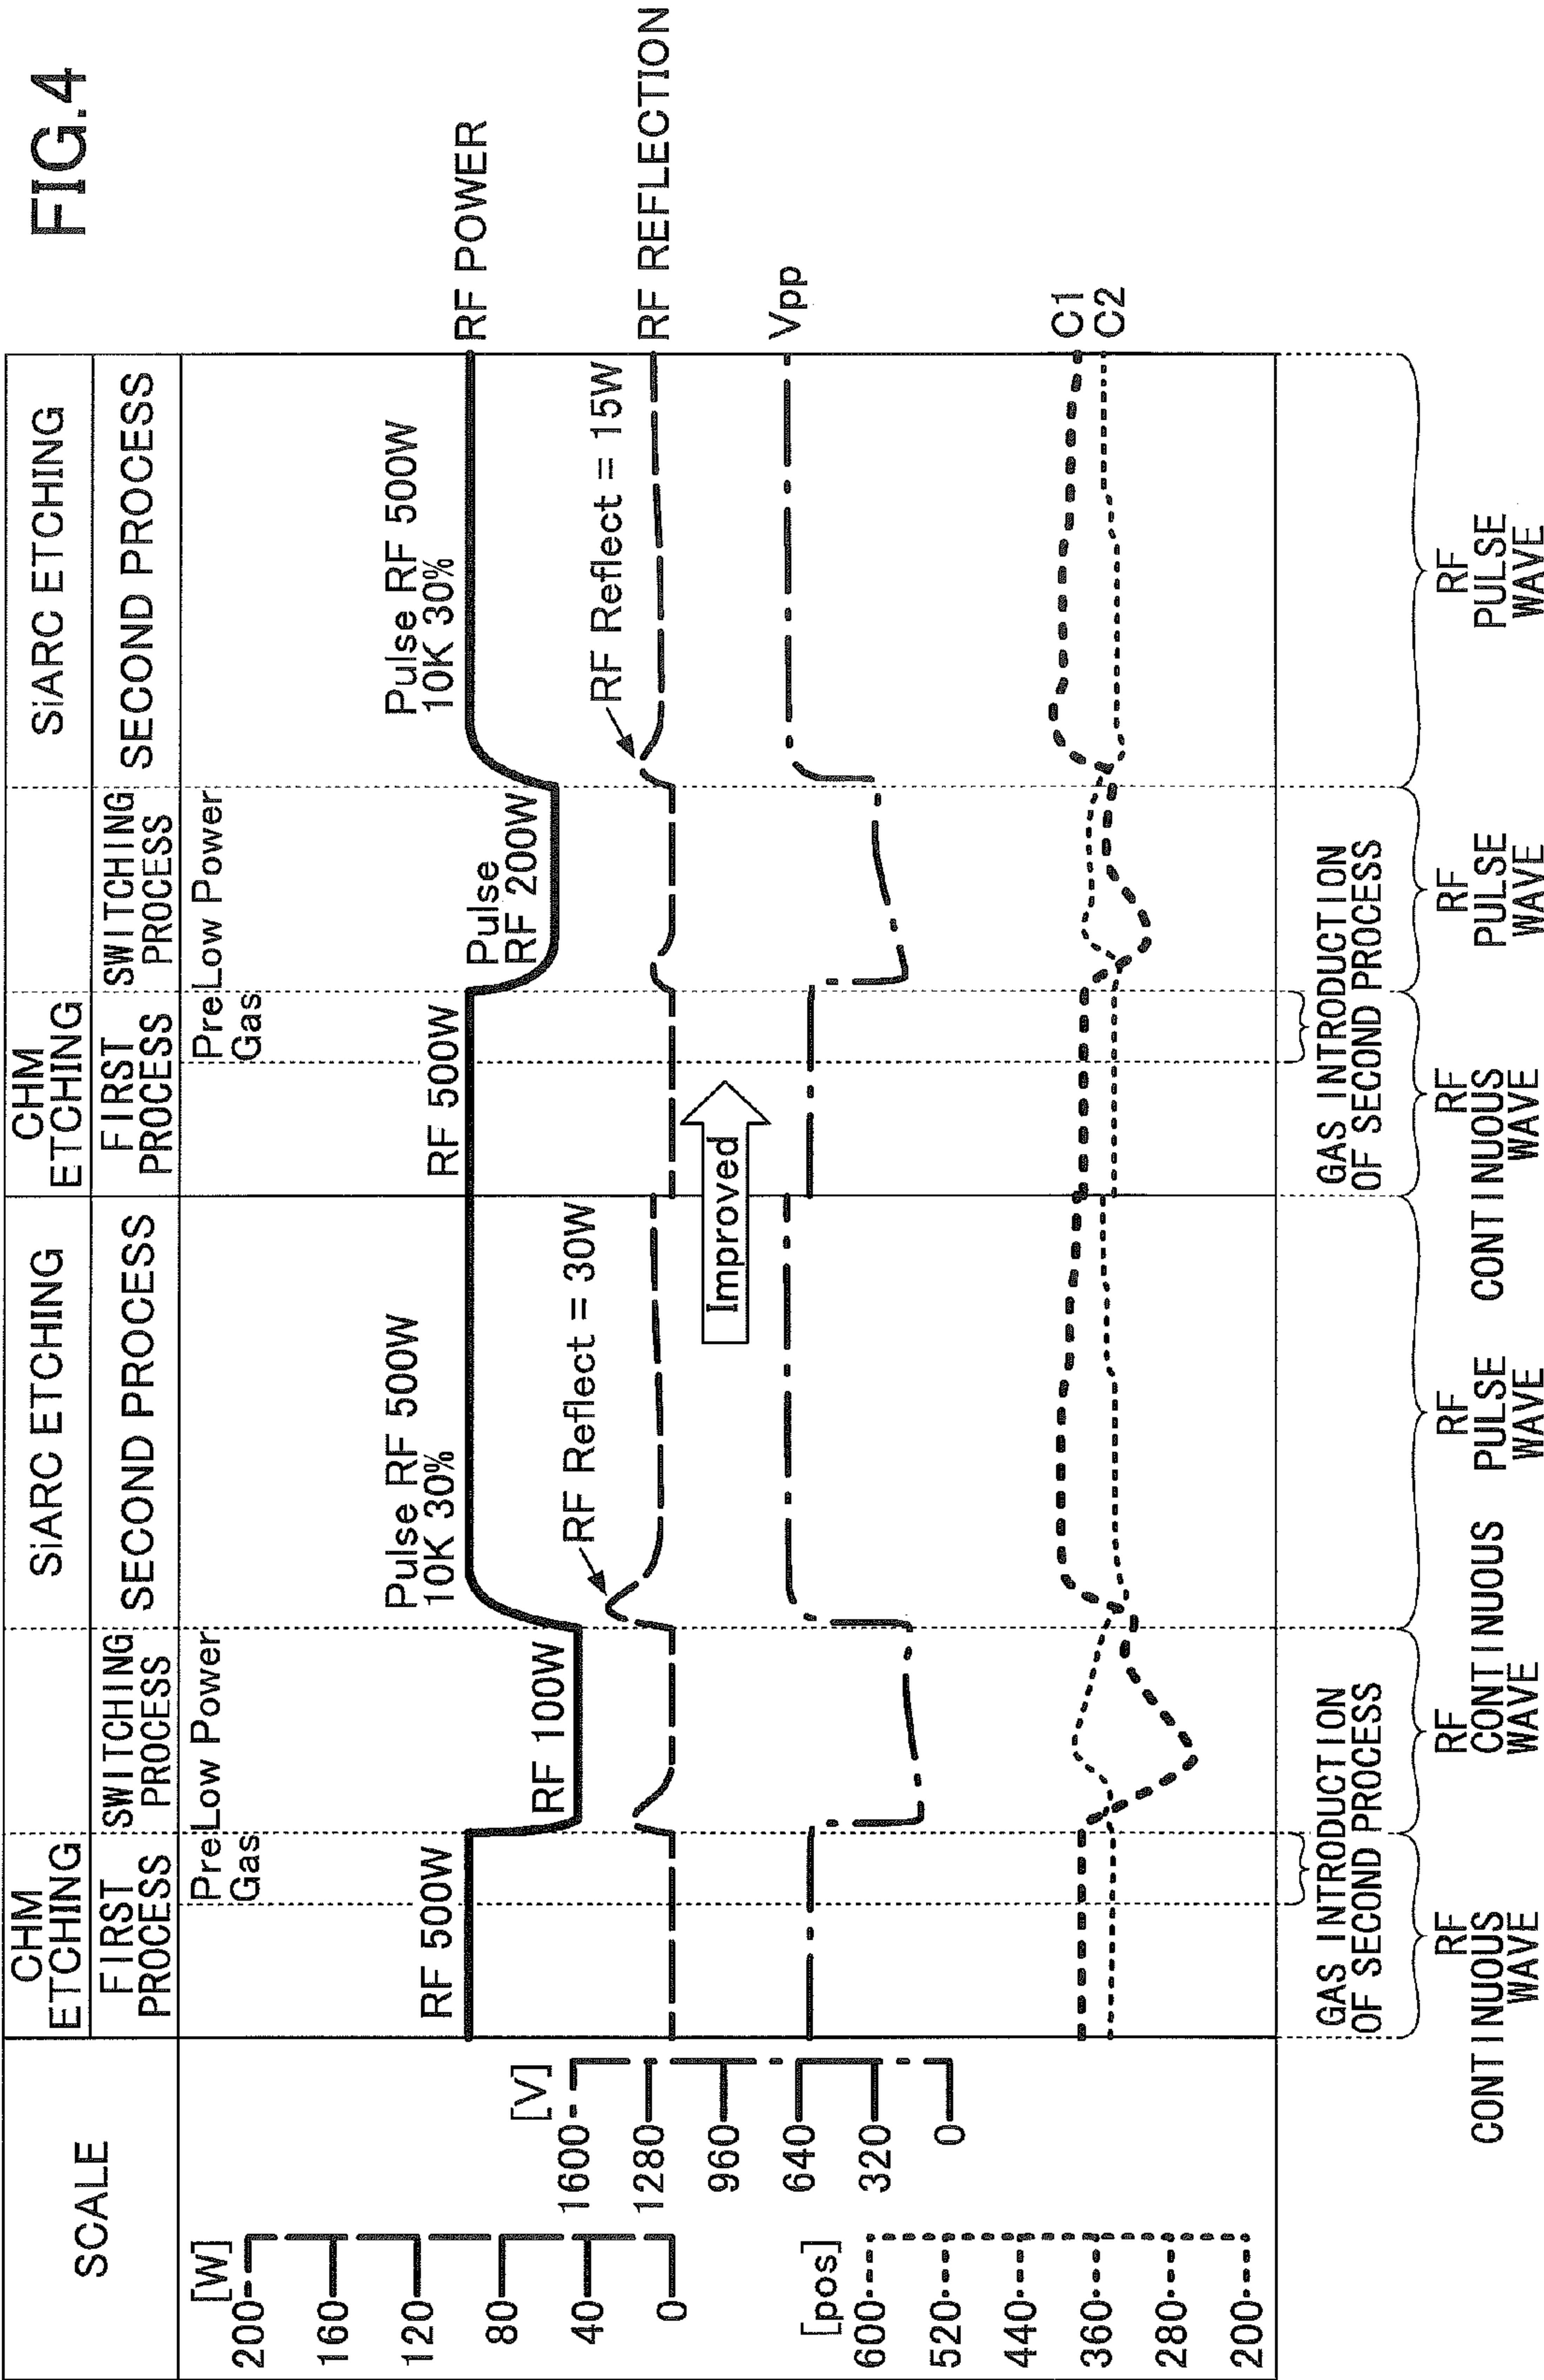 FIG.4
SCALE
CHM
ETCHING
SiARC ETCHING
CHM
ETCHING
SiARC ETCHING
FIRST
PROCESS
SWITCHING
PROCESS
SECOND PROCESS
FIRST
PROCESS
SWITCHING
PROCESS
SECOND PROCESS
Pre
Gas
Low Power
Pre
Gas
Low Power
[W]
200
160
120
80
40
0
[V]
1600
1280
960
640
320
0
[pos]
600
520
440
360
280
200
RF 500W
RF 100W
Pulse RF 500W
10K 30%
RF Reflect = 30W
Improved
RF 500W
Pulse
RF 200W
Pulse RF 500W
10K 30%
RF Reflect = 15W
RF POWER
RF REFLECTION
Vpp
C1
C2
GAS INTRODUCTION
OF SECOND PROCESS
GAS INTRODUCTION
OF SECOND PROCESS
RF
CONTINUOUS
WAVE
RF
CONTINUOUS
WAVE
RF
PULSE
WAVE
RF
CONTINUOUS
WAVE
RF
PULSE
WAVE
RF
PULSE
WAVE